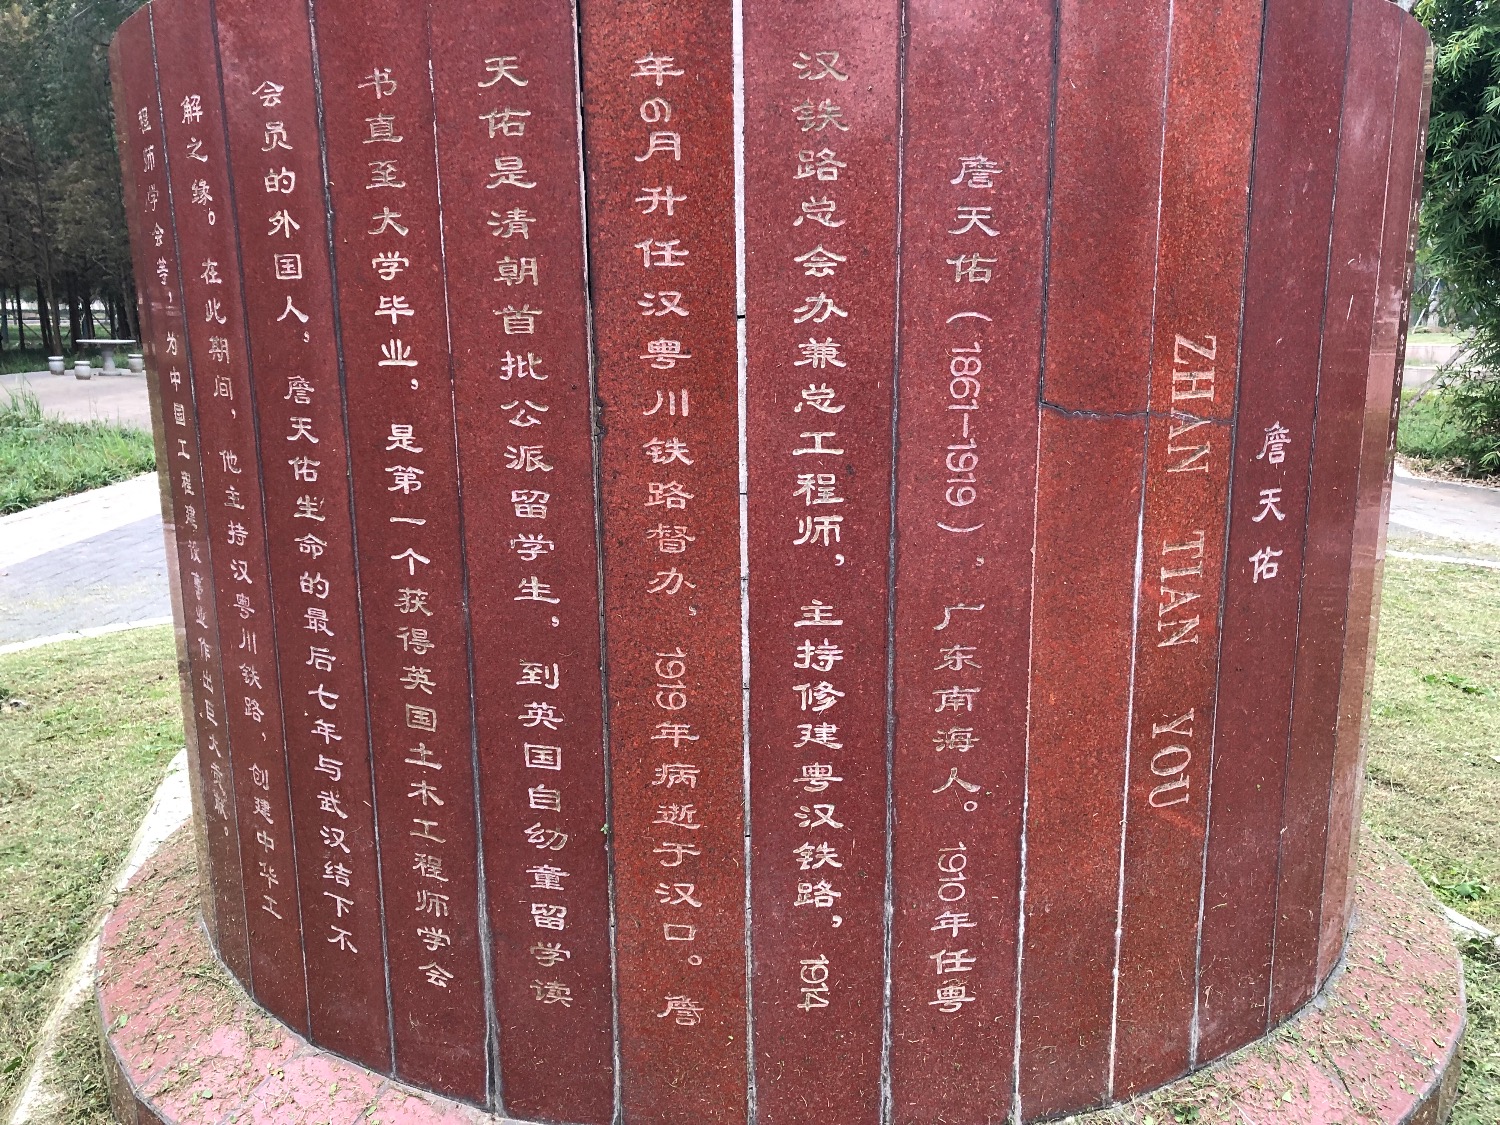 詹天佑
ZHAN TIAN YOU
詹天佑（1861—1919），广东南海人。1910年任粤
汉铁路总会办兼总工程师，主持修建粤汉铁路，1914
年6月升任汉粤川铁路督办，1919年病逝于汉口。詹
天佑是清朝首批公派留学生，到英国自幼童留学读
书直至大学毕业，是第一个获得英国土木工程师学会
会员的外国人，詹天佑生命的最后七年与武汉结下不
解之缘。在此期间，他主持汉粤川铁路，创建中华工
程师学会等，为中国工程建设事业作出巨大贡献，